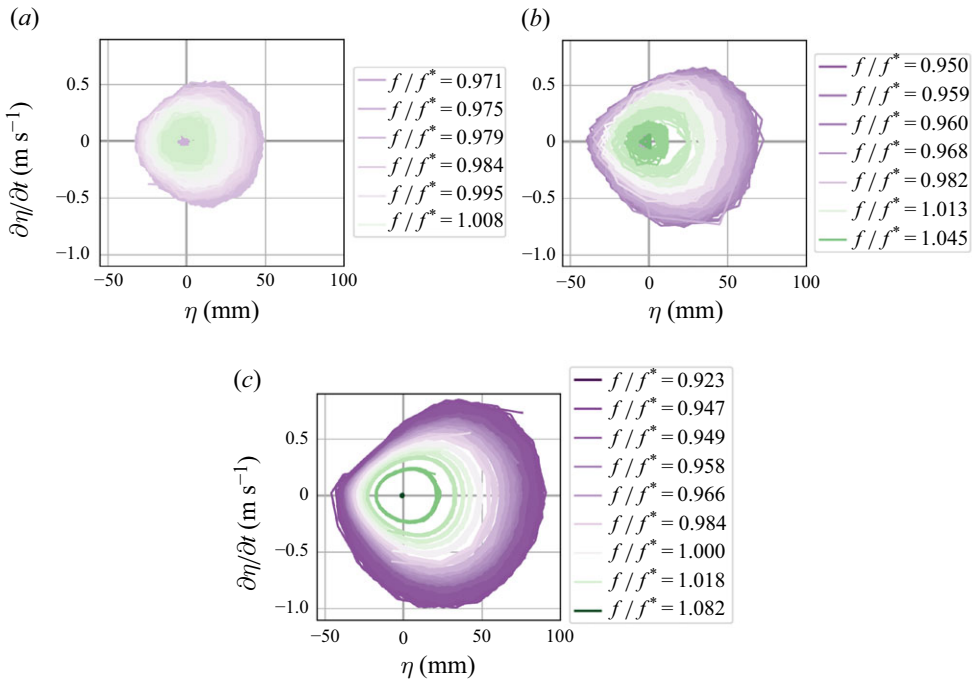 (a)
0.5
0
−0.5
−1.0
∂η/∂t (m s⁻¹)
−50 0 50 100
η (mm)
f/f* = 0.971
f/f* = 0.975
f/f* = 0.979
f/f* = 0.984
f/f* = 0.995
f/f* = 1.008
(b)
0.5
0
−0.5
−1.0
−50 0 50 100
η (mm)
f/f* = 0.950
f/f* = 0.959
f/f* = 0.960
f/f* = 0.968
f/f* = 0.982
f/f* = 1.013
f/f* = 1.045
(c)
0.5
0
−0.5
−1.0
∂η/∂t (m s⁻¹)
−50 0 50 100
η (mm)
f/f* = 0.923
f/f* = 0.947
f/f* = 0.949
f/f* = 0.958
f/f* = 0.966
f/f* = 0.984
f/f* = 1.000
f/f* = 1.018
f/f* = 1.082